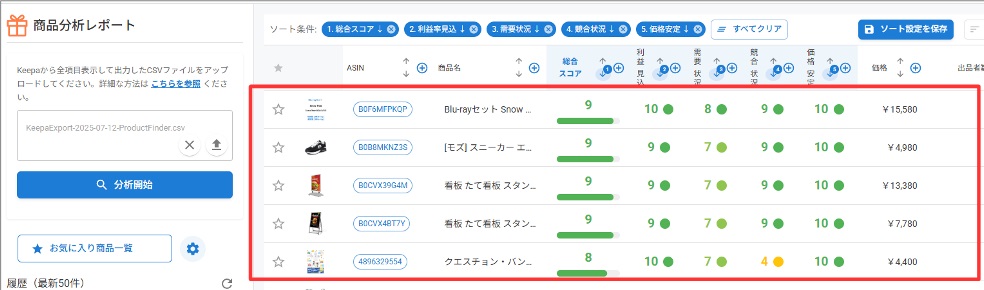 商品分析レポート
Keepaから全項目表示して出力したCSVファイルをアップ
ロードしてください。詳細な方法は こちらを参照 くださ
い。
KeepaExport-2025-07-12-ProductFinder.csv
分析開始
お気に入り商品一覧
履歴（最新50件）
ソート条件: 1. 総合スコア ↓ 2. 利益率見込 ↓ 3. 需要状況 ↓ 4. 競合状況 ↓ 5. 価格安定 ↓ すべてクリア ソート設定を保存
ASIN 商品名 総合スコア 利益見込 需要状況 競合状況 価格安定 価格 出品者
B0F6MFPKQP Blu-rayセット Snow ... 9 10 8 9 10 ￥15,580
B0B8MKNZ3S [モズ] スニーカー エ... 9 9 7 9 10 ￥4,980
B0CVX39G4M 看板 たて看板 スタン... 9 9 7 9 10 ￥13,380
B0CVX4BT7Y 看板 たて看板 スタン... 9 9 7 9 10 ￥7,780
4896329554 クエスチョン・バン... 8 10 7 4 10 ￥4,400